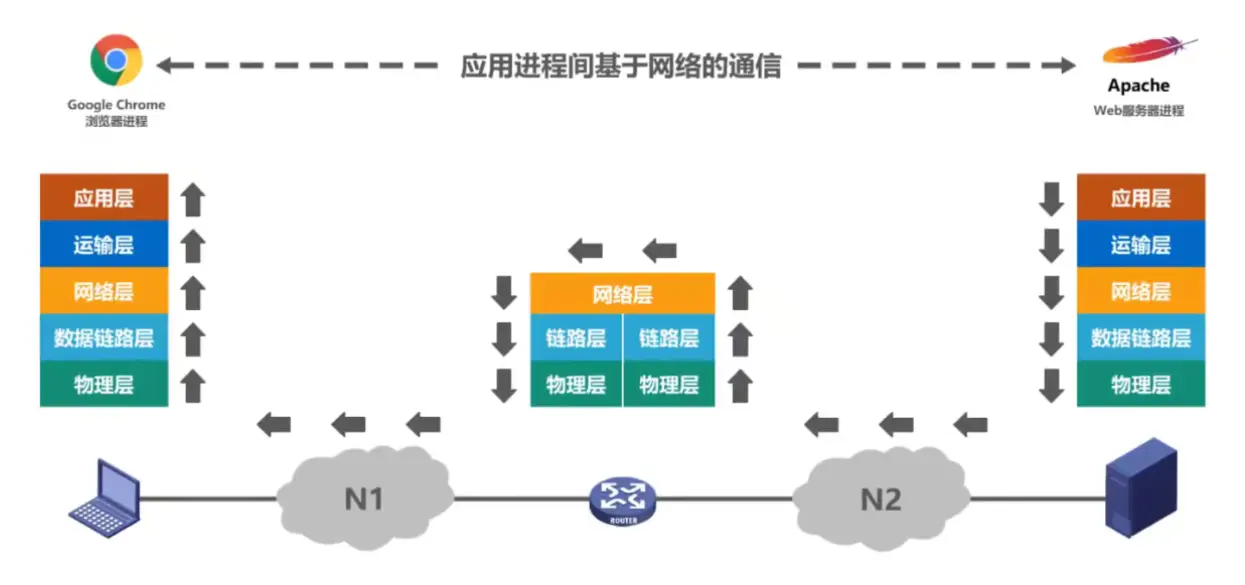 应用进程间基于网络的通信
Google Chrome
浏览器进程
Apache
Web服务器进程
应用层
运输层
网络层
数据链路层
物理层
网络层
链路层 链路层
物理层 物理层
应用层
运输层
网络层
数据链路层
物理层
N1
ROUTER
N2